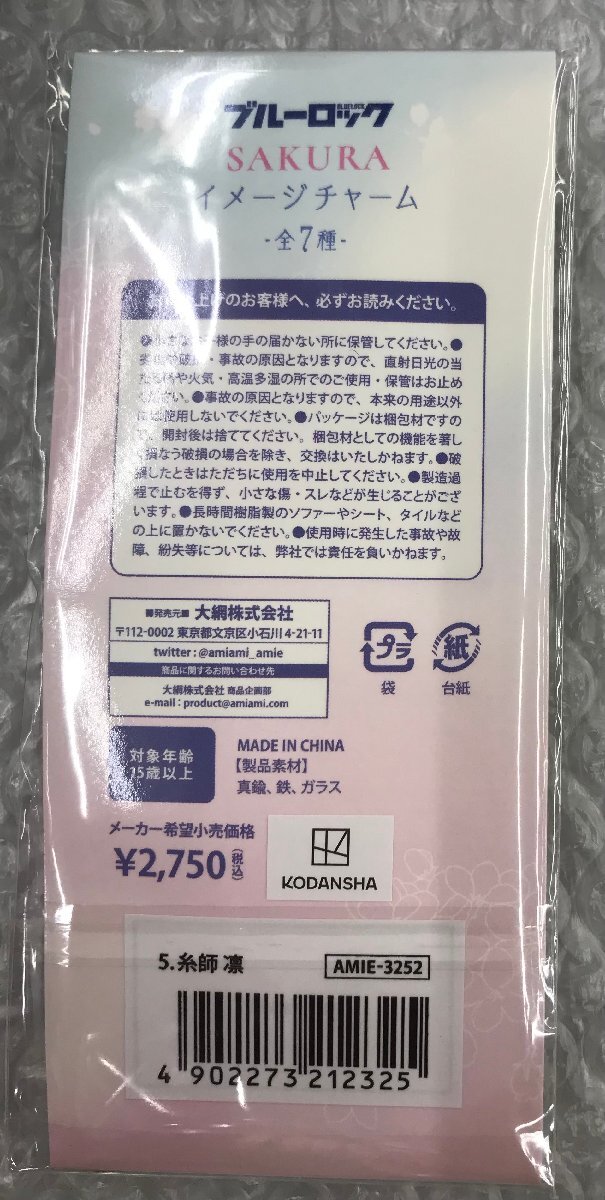 ブルーロック
BLUELOCK
SAKURA
イメージチャーム
-全7種-
上げのお客様へ、必ずお読みください。
様の手の届かない所に保管してください。●
・事故の原因となりますので、直射日光の当
や火気・高温多湿の所でのご使用・保管はお止め
ください。●事故の原因となりますので、本来の用途以外
には使用しないでください。●パッケージは梱包材ですの
で、開封後は捨ててください。梱包材としての機能を著し
く損なう破損の場合を除き、交換はいたしかねます。●破
損したときはただちに使用を中止してください。●製造過
程で止むを得ず、小さな傷・スレなどが生じることがござ
います。●長時間樹脂製のソファーやシート、タイルなど
の上に置かないでください。●使用時に発生した事故や故
障、紛失等については、弊社では責任を負いかねます。
■発売元■ 大網株式会社
〒112-0002 東京都文京区小石川 4-21-11
twitter : @amiami_amie
商品に関するお問い合わせ先
大網株式会社 商品企画部
e-mail : product@amiami.com
プラ
袋
紙
台紙
対象年齢
15歳以上
MADE IN CHINA
【製品素材】
真鍮、鉄、ガラス
メーカー希望小売価格
¥2,750(税込)
KODANSHA
5.糸師 凛
AMIE-3252
4 902273 212325